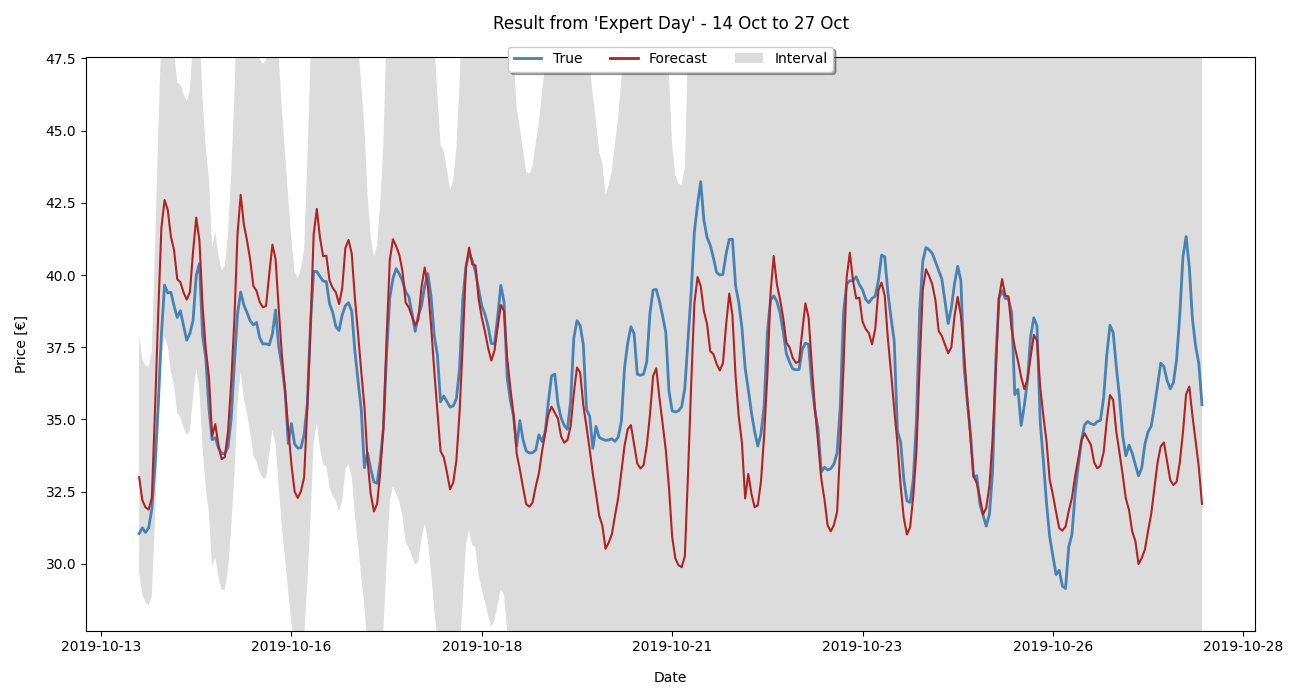 Result from 'Expert Day' - 14 Oct to 27 Oct
True Forecast Interval
47.5
45.0
42.5
40.0
37.5
35.0
32.5
30.0
Price [€]
2019-10-13 2019-10-16 2019-10-18 2019-10-21 2019-10-23 2019-10-26 2019-10-28
Date